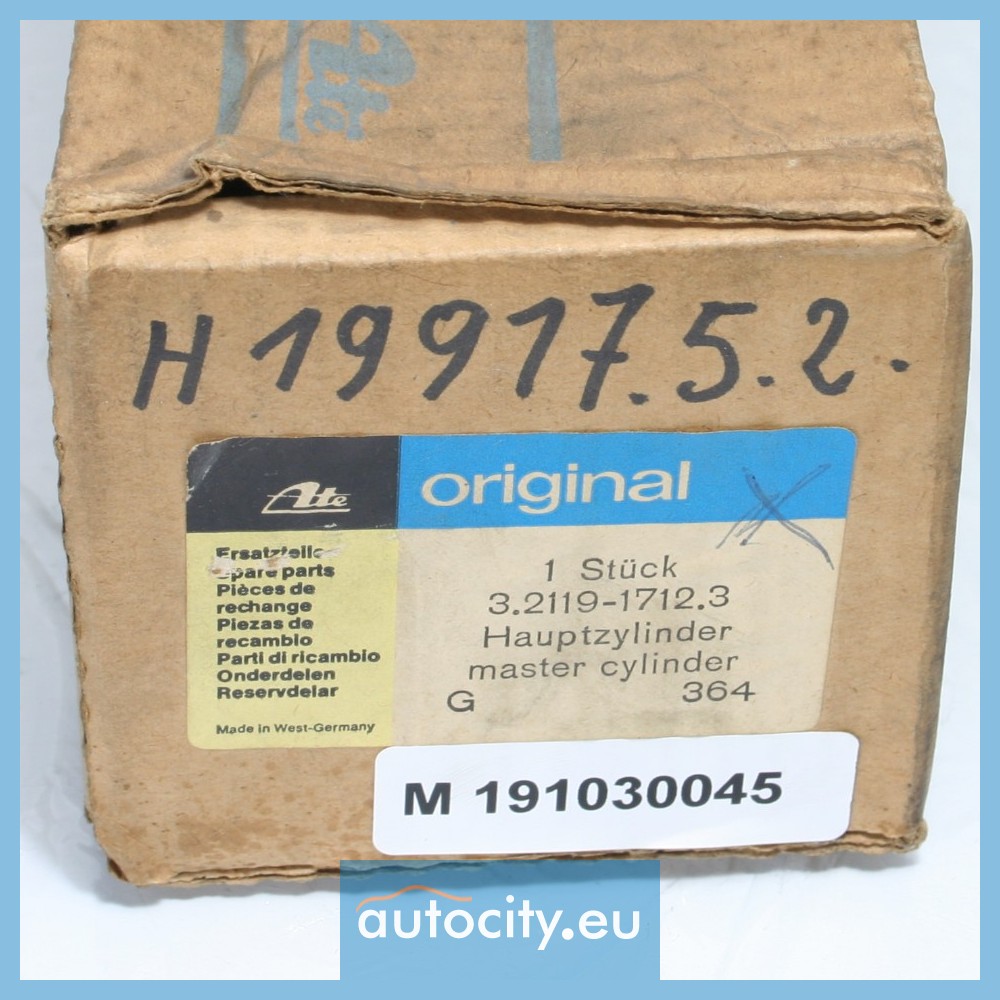 Ate
H 19917.5.2.
Ate
original
Ersatzteile
Spare parts
Pièces de
rechange
Piezas de
recambio
Parti di ricambio
Onderdelen
Reservdelar
Made in West-Germany
1 Stück
3.2119-1712.3
Hauptzylinder
master cylinder
G 364
M 191030045
autocity.eu